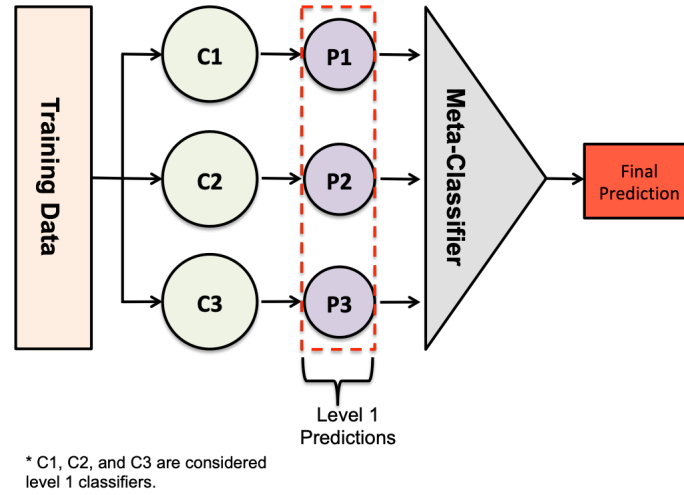 Training Data
C1
P1
C2
P2
C3
P3
Meta-Classifier
Final
Prediction
Level 1
Predictions
* C1, C2, and C3 are considered
level 1 classifiers.